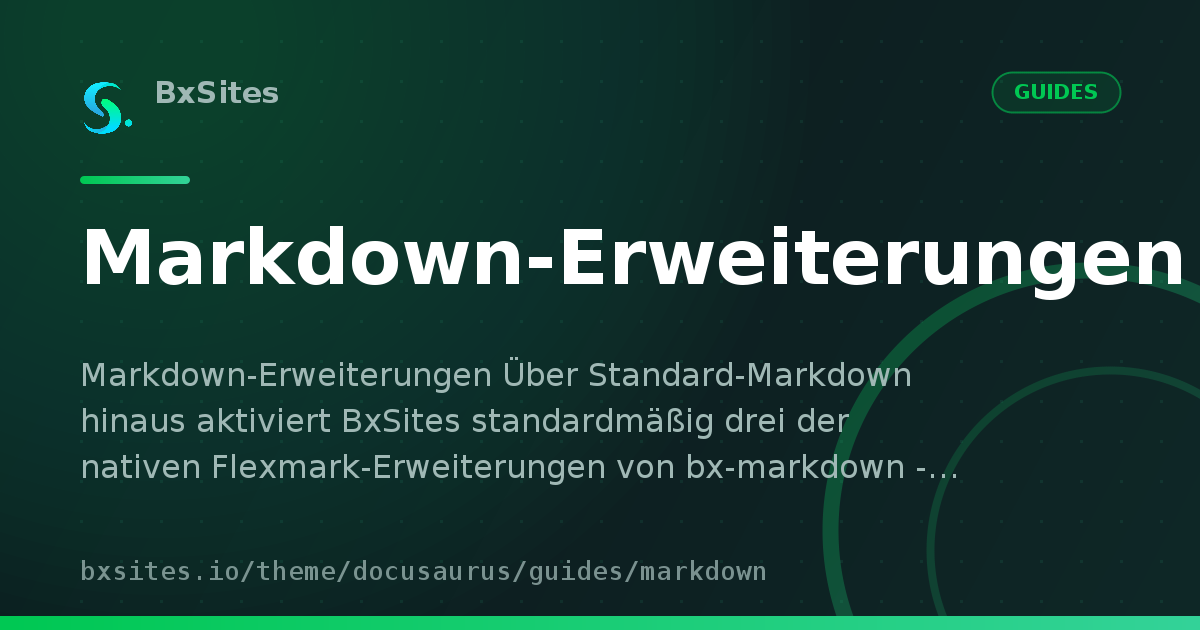 BxSites
GUIDES
Markdown-Erweiterungen
Markdown-Erweiterungen Über Standard-Markdown
hinaus aktiviert BxSites standardmäßig drei der
nativen Flexmark-Erweiterungen von bx-markdown -...
bxsites.io/theme/docusaurus/guides/markdown